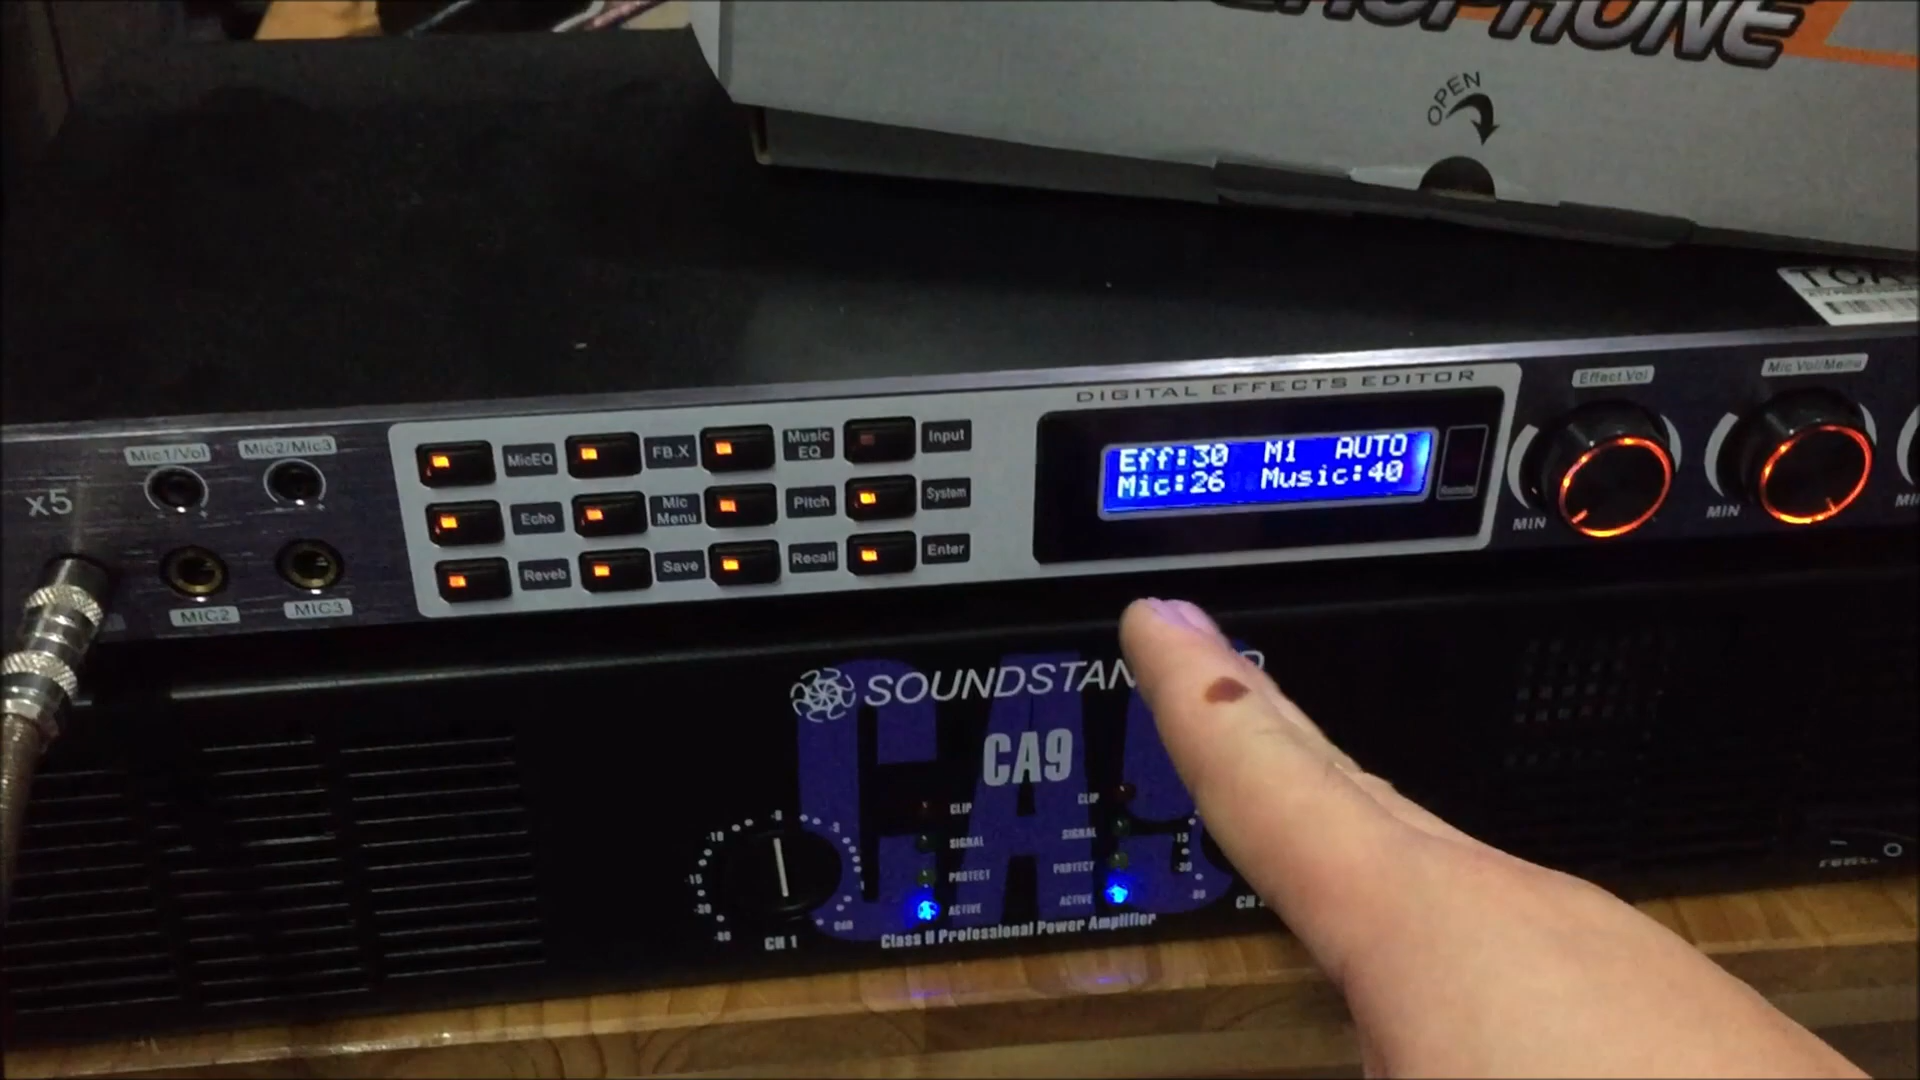 OPEN
DIGITAL EFFECTS EDITOR
Effect Vol
Mic Vol/Menu
Mic1/Vol
Mic2/Mic3
x5
MicEQ
FB.X
Music EQ
Input
Echo
Mic Menu
Pitch
System
Reveb
Save
Recall
Enter
Eff:30 M1 AUTO
Mic:26 Music:40
MIN
MIN
MIC2
MIC3
SOUNDSTAN
CA9
CLIP
CLIP
SIGNAL
SIGNAL
PROTECT
PROTECT
ACTIVE
ACTIVE
CH 1
Class H Professional Power Amplifier